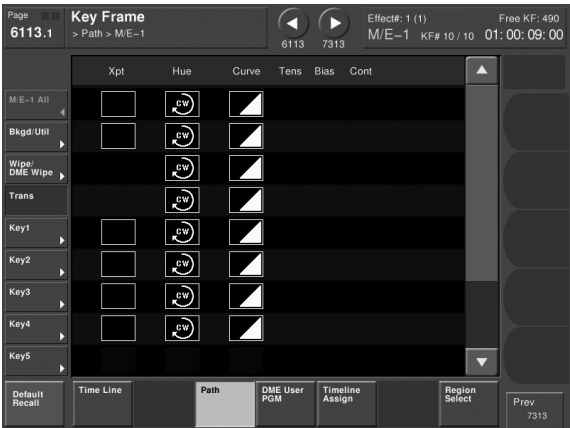 Page
6113.1
Key Frame
> Path > M/E-1
6113
7313
Effect#: 1 (1)
Free KF: 490
M/E-1 KF# 10 / 10 01: 00: 09: 00
Xpt Hue Curve Tens Bias Cont
M/E-1 All
CW
Bkgd/Util
CW
Wipe/
DME Wipe
CW
Trans
CW
Key1
CW
Key2
CW
Key3
CW
Key4
CW
Key5
Default
Recall
Time Line
Path
DME User
PGM
Timeline
Assign
Region
Select
Prev
7313